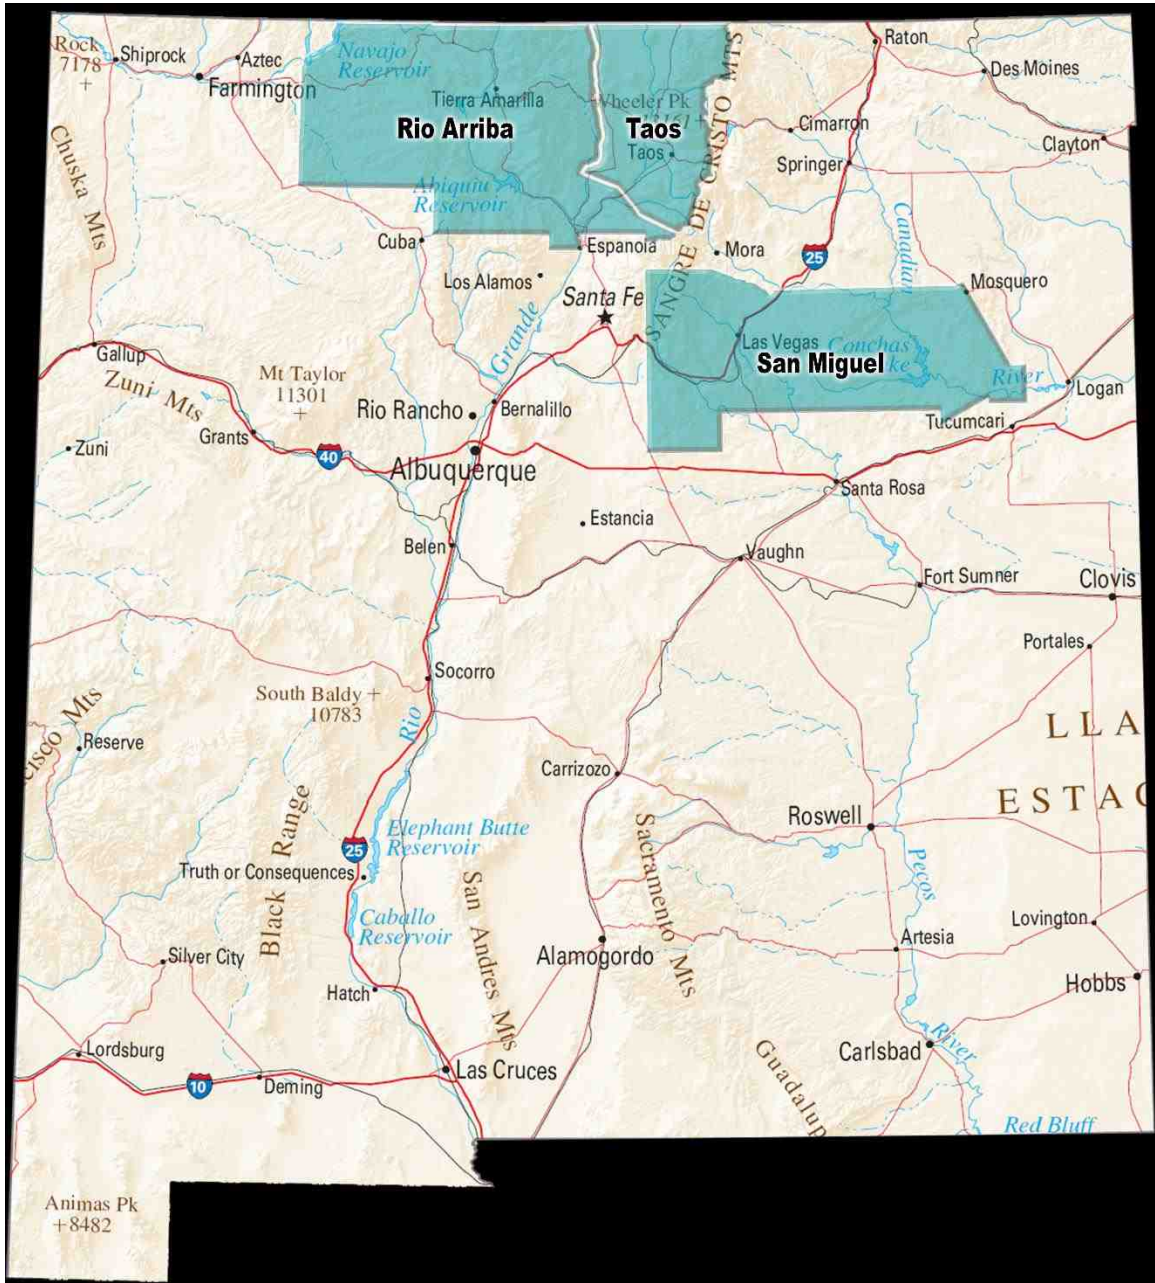 Rock
7178
Shiprock
Aztec
Farmington
Navajo
Reservoir
Tierra Amarilla
Rio Arriba
Wheeler Pk
13161
Taos
Taos
SANGRE DE CRISTO MTS
Raton
Des Moines
Cimarron
Clayton
Springer
Chuska Mts
Abiquiu
Reservoir
Cuba
Espanola
Mora
25
Canadian
Los Alamos
Santa Fe
Mosquero
Grande
Las Vegas
Conchas
ke
San Miguel
River
Logan
Gallup
Zuni Mts
Mt Taylor
11301
Rio Rancho
Bernalillo
Tucumcari
Grants
Zuni
40
Albuquerque
Santa Rosa
Estancia
Belen
Vaughn
Fort Sumner
Clovis
Portales
Socorro
South Baldy
10783
Rio
LLA
cisco Mts
Reserve
Carrizozo
ESTAC
Roswell
Black Range
Elephant Butte
Reservoir
25
Sacramento Mts
Pecos
Truth or Consequences
San Andres Mts
Caballo
Reservoir
Lovington
Silver City
Alamogordo
Artesia
Hobbs
Hatch
River
Carlsbad
Lordsburg
Las Cruces
10
Deming
Guadalup
Red Bluff
Animas Pk
+8482